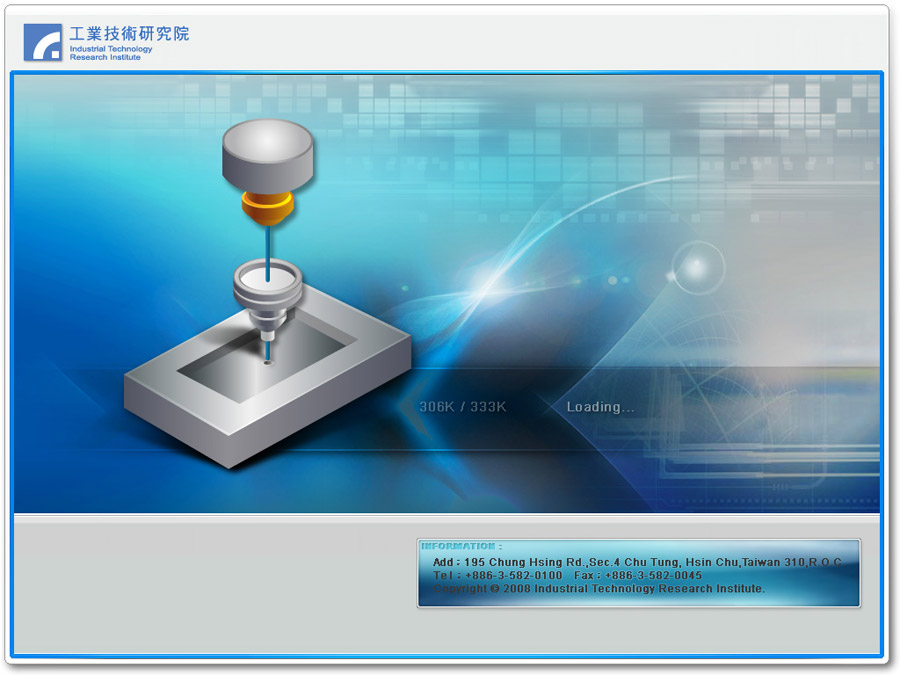 工業技術研究院
Industrial Technology
Research Institute
306K / 333K
Loading...
INFORMATION :
Add : 195 Chung Hsing Rd.,Sec.4 Chu Tung, Hsin Chu,Taiwan 310,R.O.C.
Tel : +886-3-582-0100 Fax : +886-3-582-0045
Copyright © 2008 Industrial Technology Research Institute.